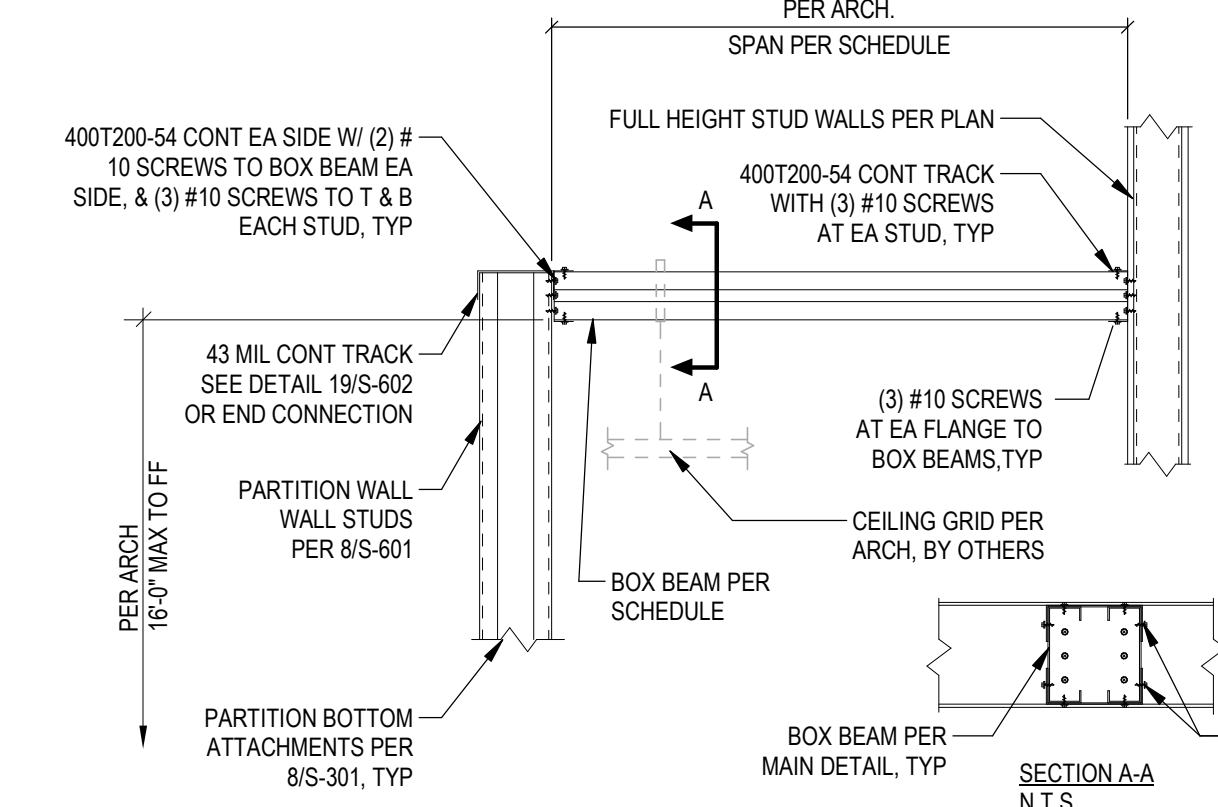 PER ARCH.
SPAN PER SCHEDULE
400T200-54 CONT EA SIDE W/ (2) #
10 SCREWS TO BOX BEAM EA
SIDE, & (3) #10 SCREWS TO T & B
EACH STUD, TYP
FULL HEIGHT STUD WALLS PER PLAN
400T200-54 CONT TRACK
WITH (3) #10 SCREWS
AT EA STUD, TYP
A
A
43 MIL CONT TRACK
SEE DETAIL 19/S-602
OR END CONNECTION
(3) #10 SCREWS
AT EA FLANGE TO
BOX BEAMS,TYP
PARTITION WALL
WALL STUDS
PER 8/S-601
PER ARCH
16'-0" MAX TO FF
CEILING GRID PER
ARCH, BY OTHERS
BOX BEAM PER
SCHEDULE
PARTITION BOTTOM
ATTACHMENTS PER
8/S-301, TYP
BOX BEAM PER
MAIN DETAIL, TYP
SECTION A-A
N.T.S.